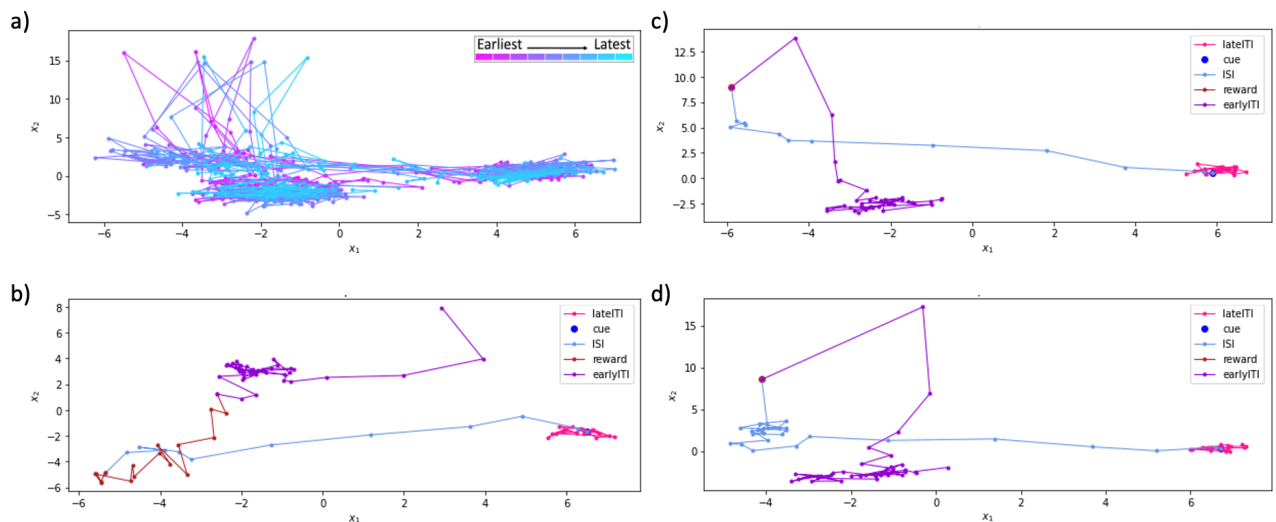 a)
Earliest Latest
15
10
5
0
−5
x₂
−6 −4 −2 0 2 4 6
x₁
c)
12.5
10.0
7.5
5.0
2.5
0.0
−2.5
x₂
−6 −4 −2 0 2 4 6
x₁
lateITI
cue
ISI
reward
earlyITI
b)
8
6
4
2
0
−2
−4
−6
x₂
−6 −4 −2 0 2 4 6
x₁
lateITI
cue
ISI
reward
earlyITI
d)
15
10
5
0
x₂
−4 −2 0 2 4 6
x₁
lateITI
cue
ISI
reward
earlyITI